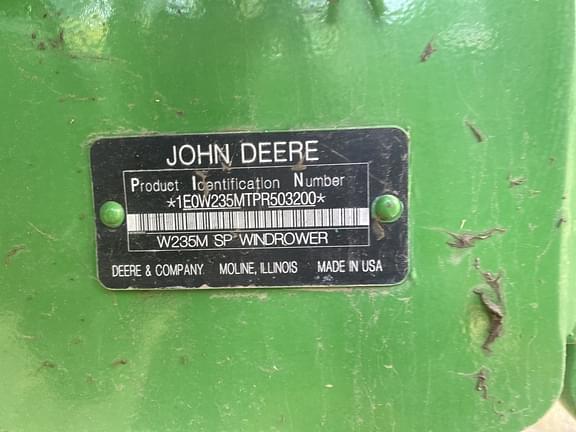 JOHN DEERE
Product Identification Number
*1E0W235MTPR503200*
W235M SP WINDROWER
DEERE & COMPANY MOLINE, ILLINOIS MADE IN USA